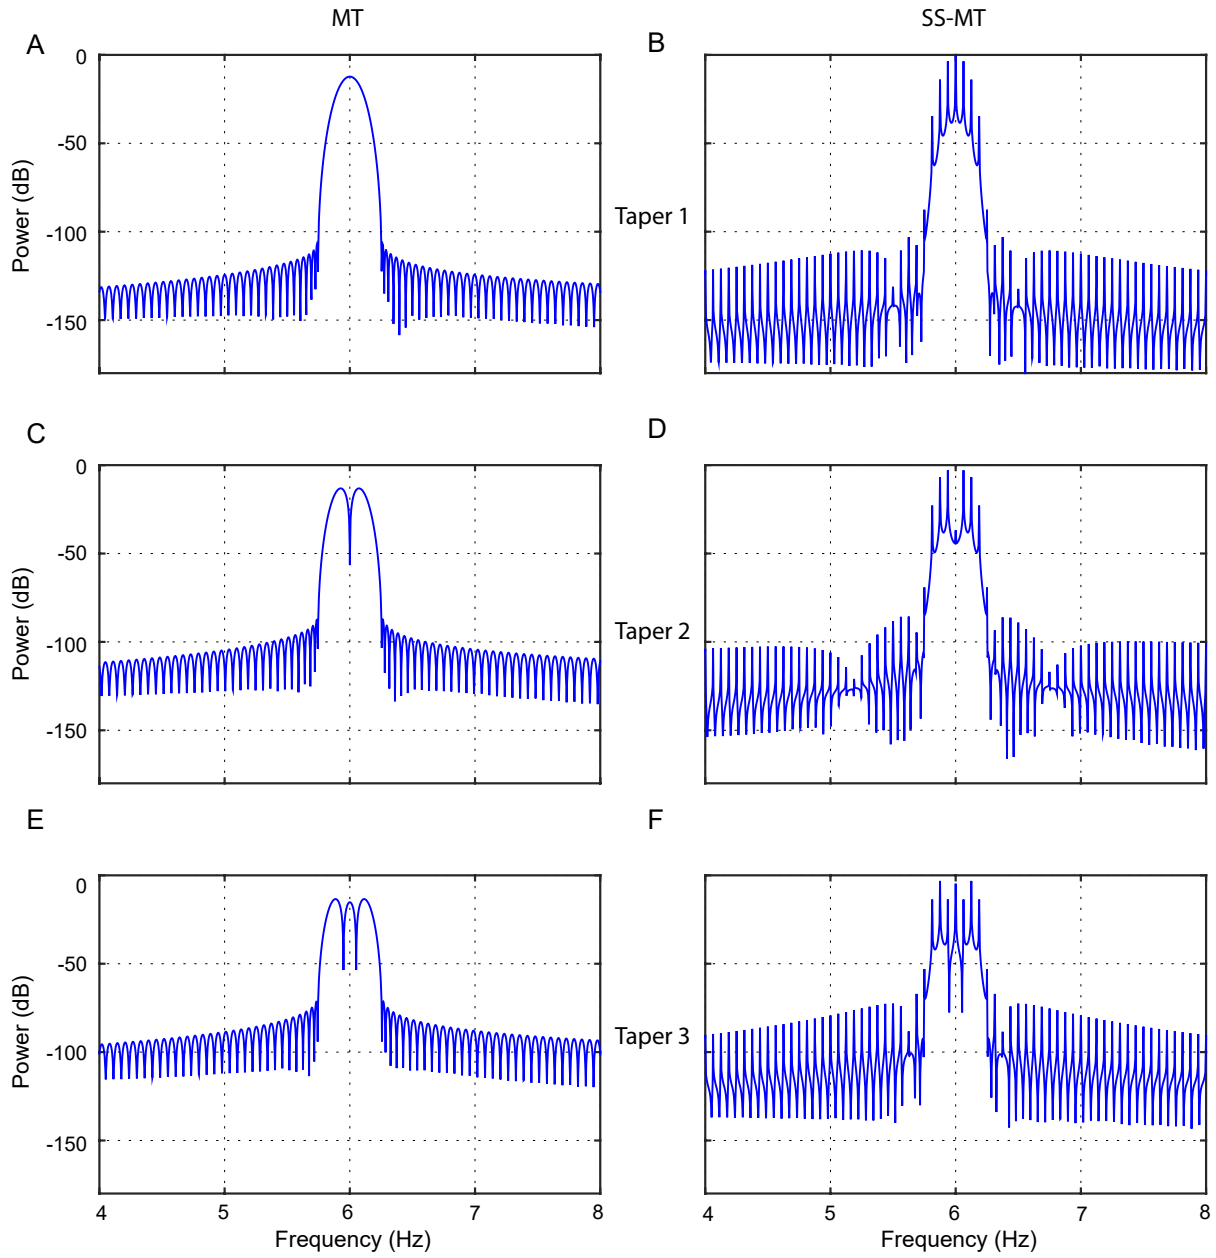 MT
SS-MT
A
B
0
-50
-100
-150
Power (dB)
Taper 1
C
D
0
-50
-100
-150
Power (dB)
Taper 2
E
F
0
-50
-100
-150
Power (dB)
Taper 3
4
5
6
7
8
4
5
6
7
8
Frequency (Hz)
Frequency (Hz)